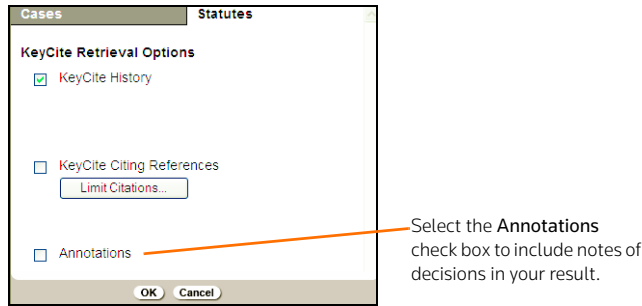 Cases Statutes
KeyCite Retrieval Options
KeyCite History
KeyCite Citing References
Limit Citations...
Annotations
OK Cancel
Select the Annotations
check box to include notes of
decisions in your result.